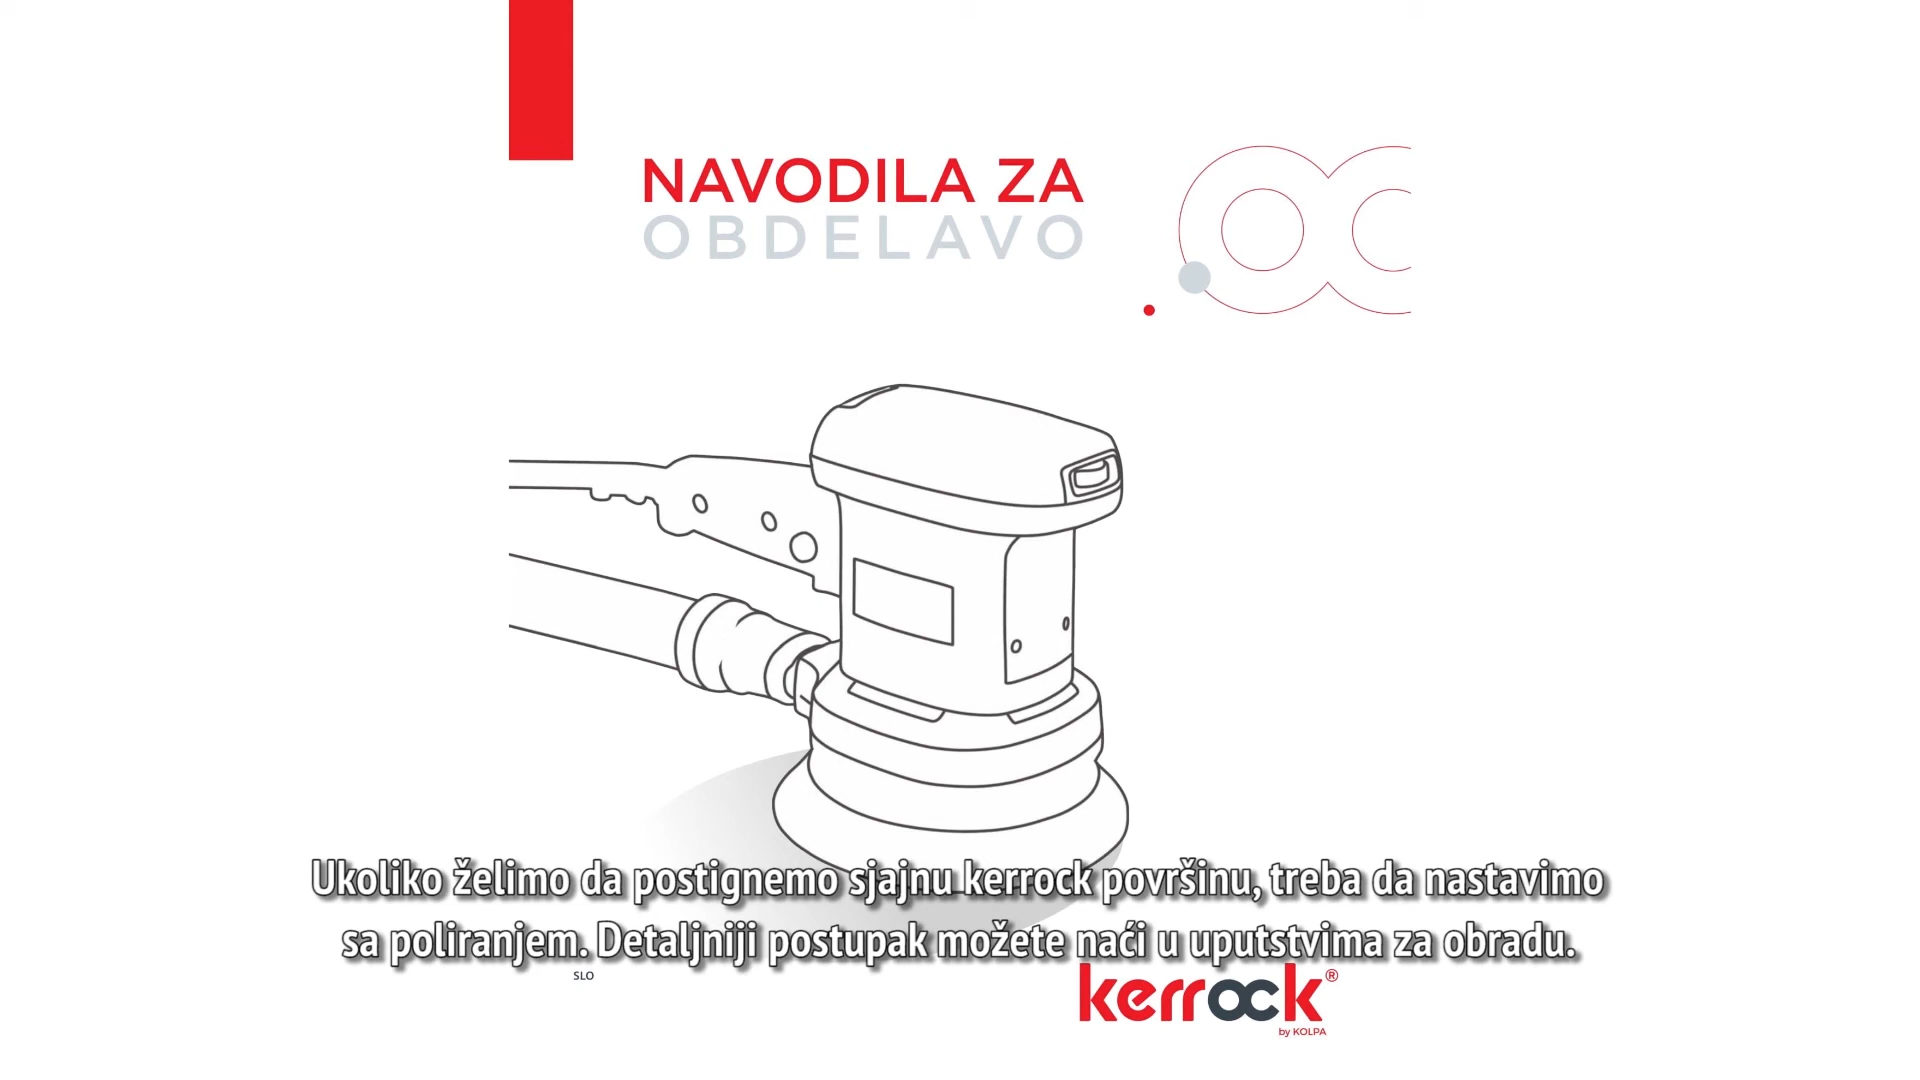 NAVODILA ZA
OBDELAVO
Ukoliko želimo da postignemo sjajnu kerrock površinu, treba da nastavimo
sa poliranjem. Detaljniji postupak možete naći u uputstvima za obradu.
SLO
kerrock®
by KOLPA